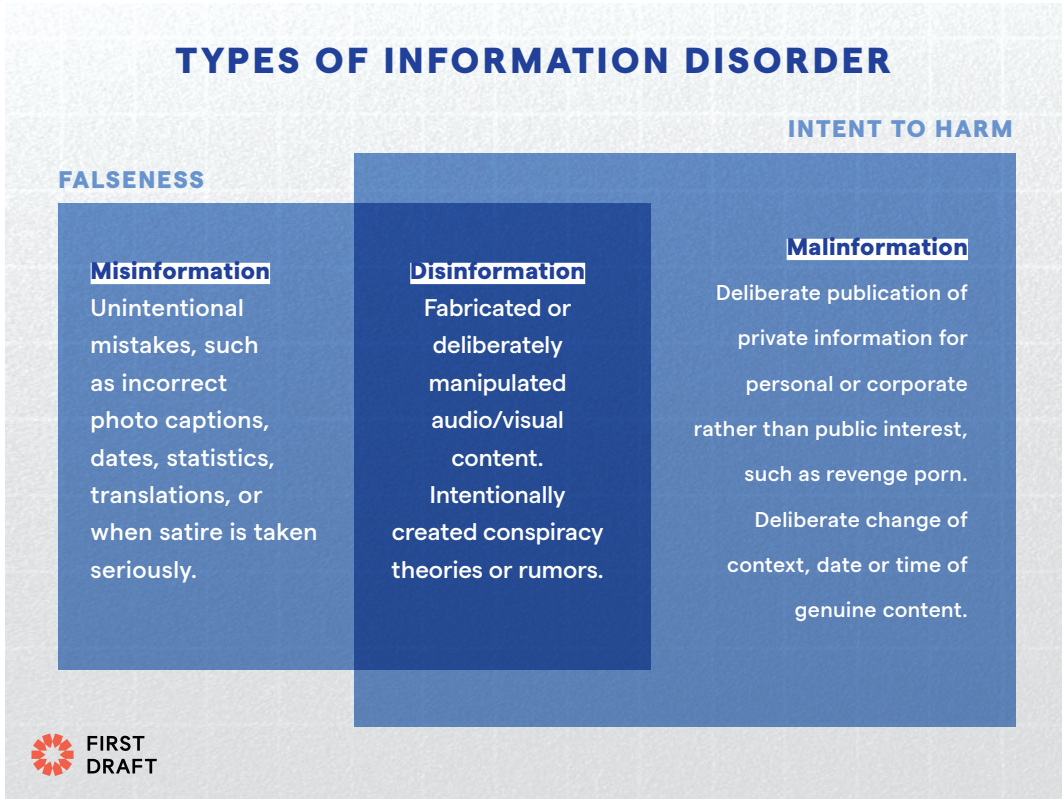 TYPES OF INFORMATION DISORDER
INTENT TO HARM
FALSENESS
Misinformation
Unintentional
mistakes, such
as incorrect
photo captions,
dates, statistics,
translations, or
when satire is taken
seriously.
Disinformation
Fabricated or
deliberately
manipulated
audio/visual
content.
Intentionally
created conspiracy
theories or rumors.
Malinformation
Deliberate publication of
private information for
personal or corporate
rather than public interest,
such as revenge porn.
Deliberate change of
context, date or time of
genuine content.
FIRST
DRAFT